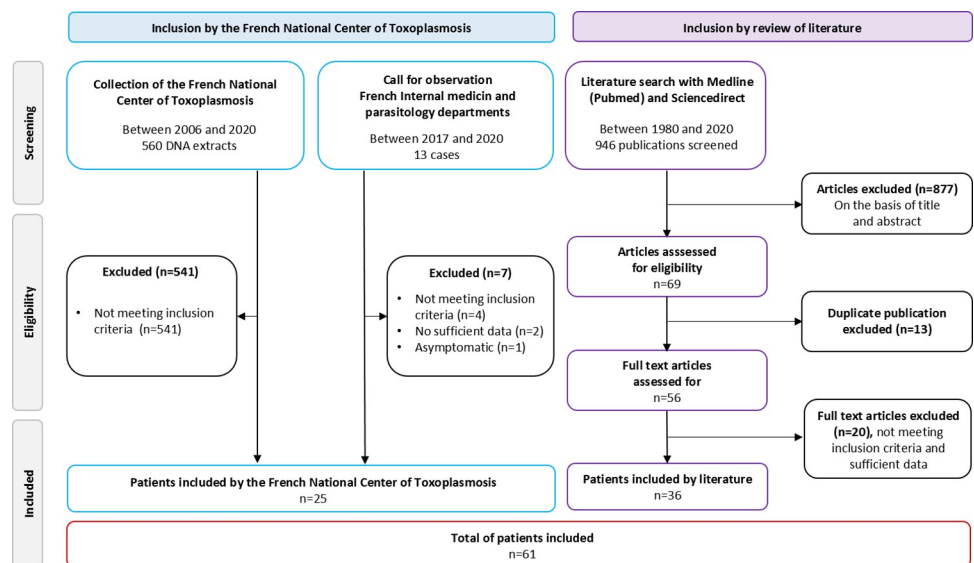 Inclusion by the French National Center of Toxoplasmosis
Inclusion by review of literature
Screening
Collection of the French National
Center of Toxoplasmosis
Between 2006 and 2020
560 DNA extracts
Call for observation
French Internal medicin and
parasitology departments
Between 2017 and 2020
13 cases
Literature search with Medline
(Pubmed) and Sciencedirect
Between 1980 and 2020
946 publications screened
Articles excluded (n=877)
On the basis of title
and abstract
Eligibility
Excluded (n=541)
• Not meeting inclusion
criteria (n=541)
Excluded (n=7)
• Not meeting inclusion
criteria (n=4)
• No sufficient data (n=2)
• Asymptomatic (n=1)
Articles asssessed
for eligibility
n=69
Duplicate publication
excluded (n=13)
Full text articles
assessed for
n=56
Full text articles excluded
(n=20), not meeting
inclusion criteria and
sufficient data
Included
Patients included by the French National Center of Toxoplasmosis
n=25
Patients included by literature
n=36
Total of patients included
n=61